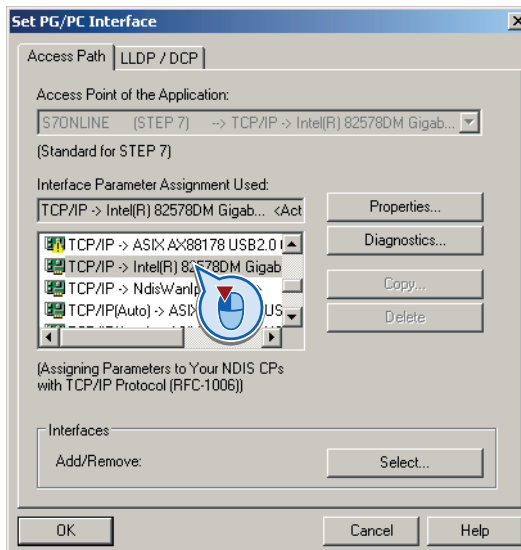 Set PG/PC Interface
Access Path LLDP / DCP
Access Point of the Application:
S7ONLINE (STEP 7) --> TCP/IP -> Intel(R) 82578DM Gigab...
(Standard for STEP 7)
Interface Parameter Assignment Used:
TCP/IP -> Intel(R) 82578DM Gigab... <Act
Properties...
Diagnostics...
TCP/IP -> ASIX AX88178 USB2.0
TCP/IP -> Intel(R) 82578DM Gigab
TCP/IP -> NdisWanIp
Copy...
TCP/IP(Auto) -> ASIX US
Delete
(Assigning Parameters to Your NDIS CPs
with TCP/IP Protocol (RFC-1006))
Interfaces
Add/Remove:
Select...
OK
Cancel
Help